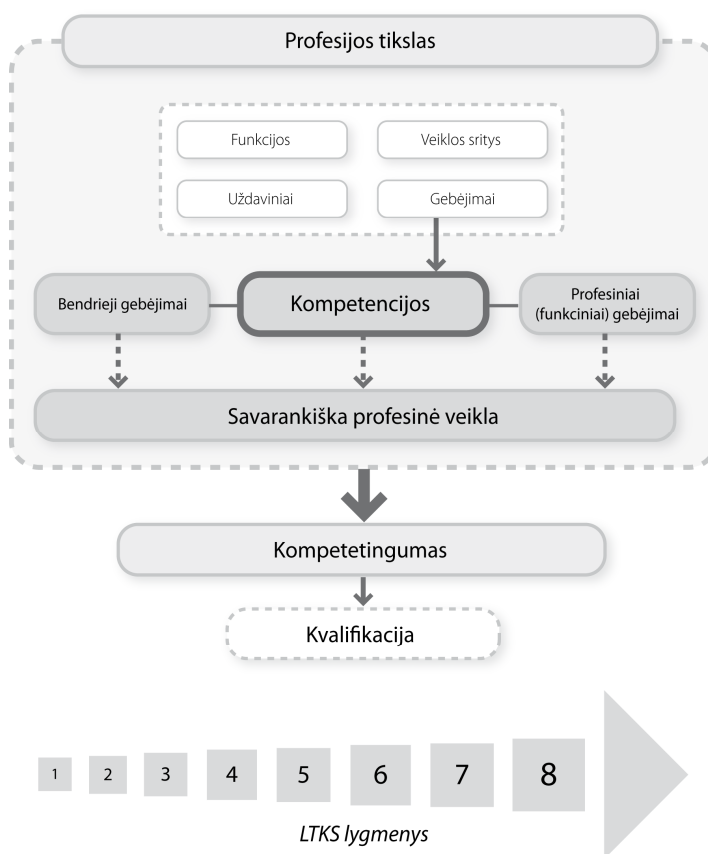 Profesijos tikslas
Funkcijos
Veiklos sritys
Uždaviniai
Gebėjimai
Bendrieji gebėjimai
Kompetencijos
Profesiniai
(funkciniai) gebėjimai
Savarankiška profesinė veikla
Kompetetingumas
Kvalifikacija
1 2 3 4 5 6 7 8
LTKS lygmenys